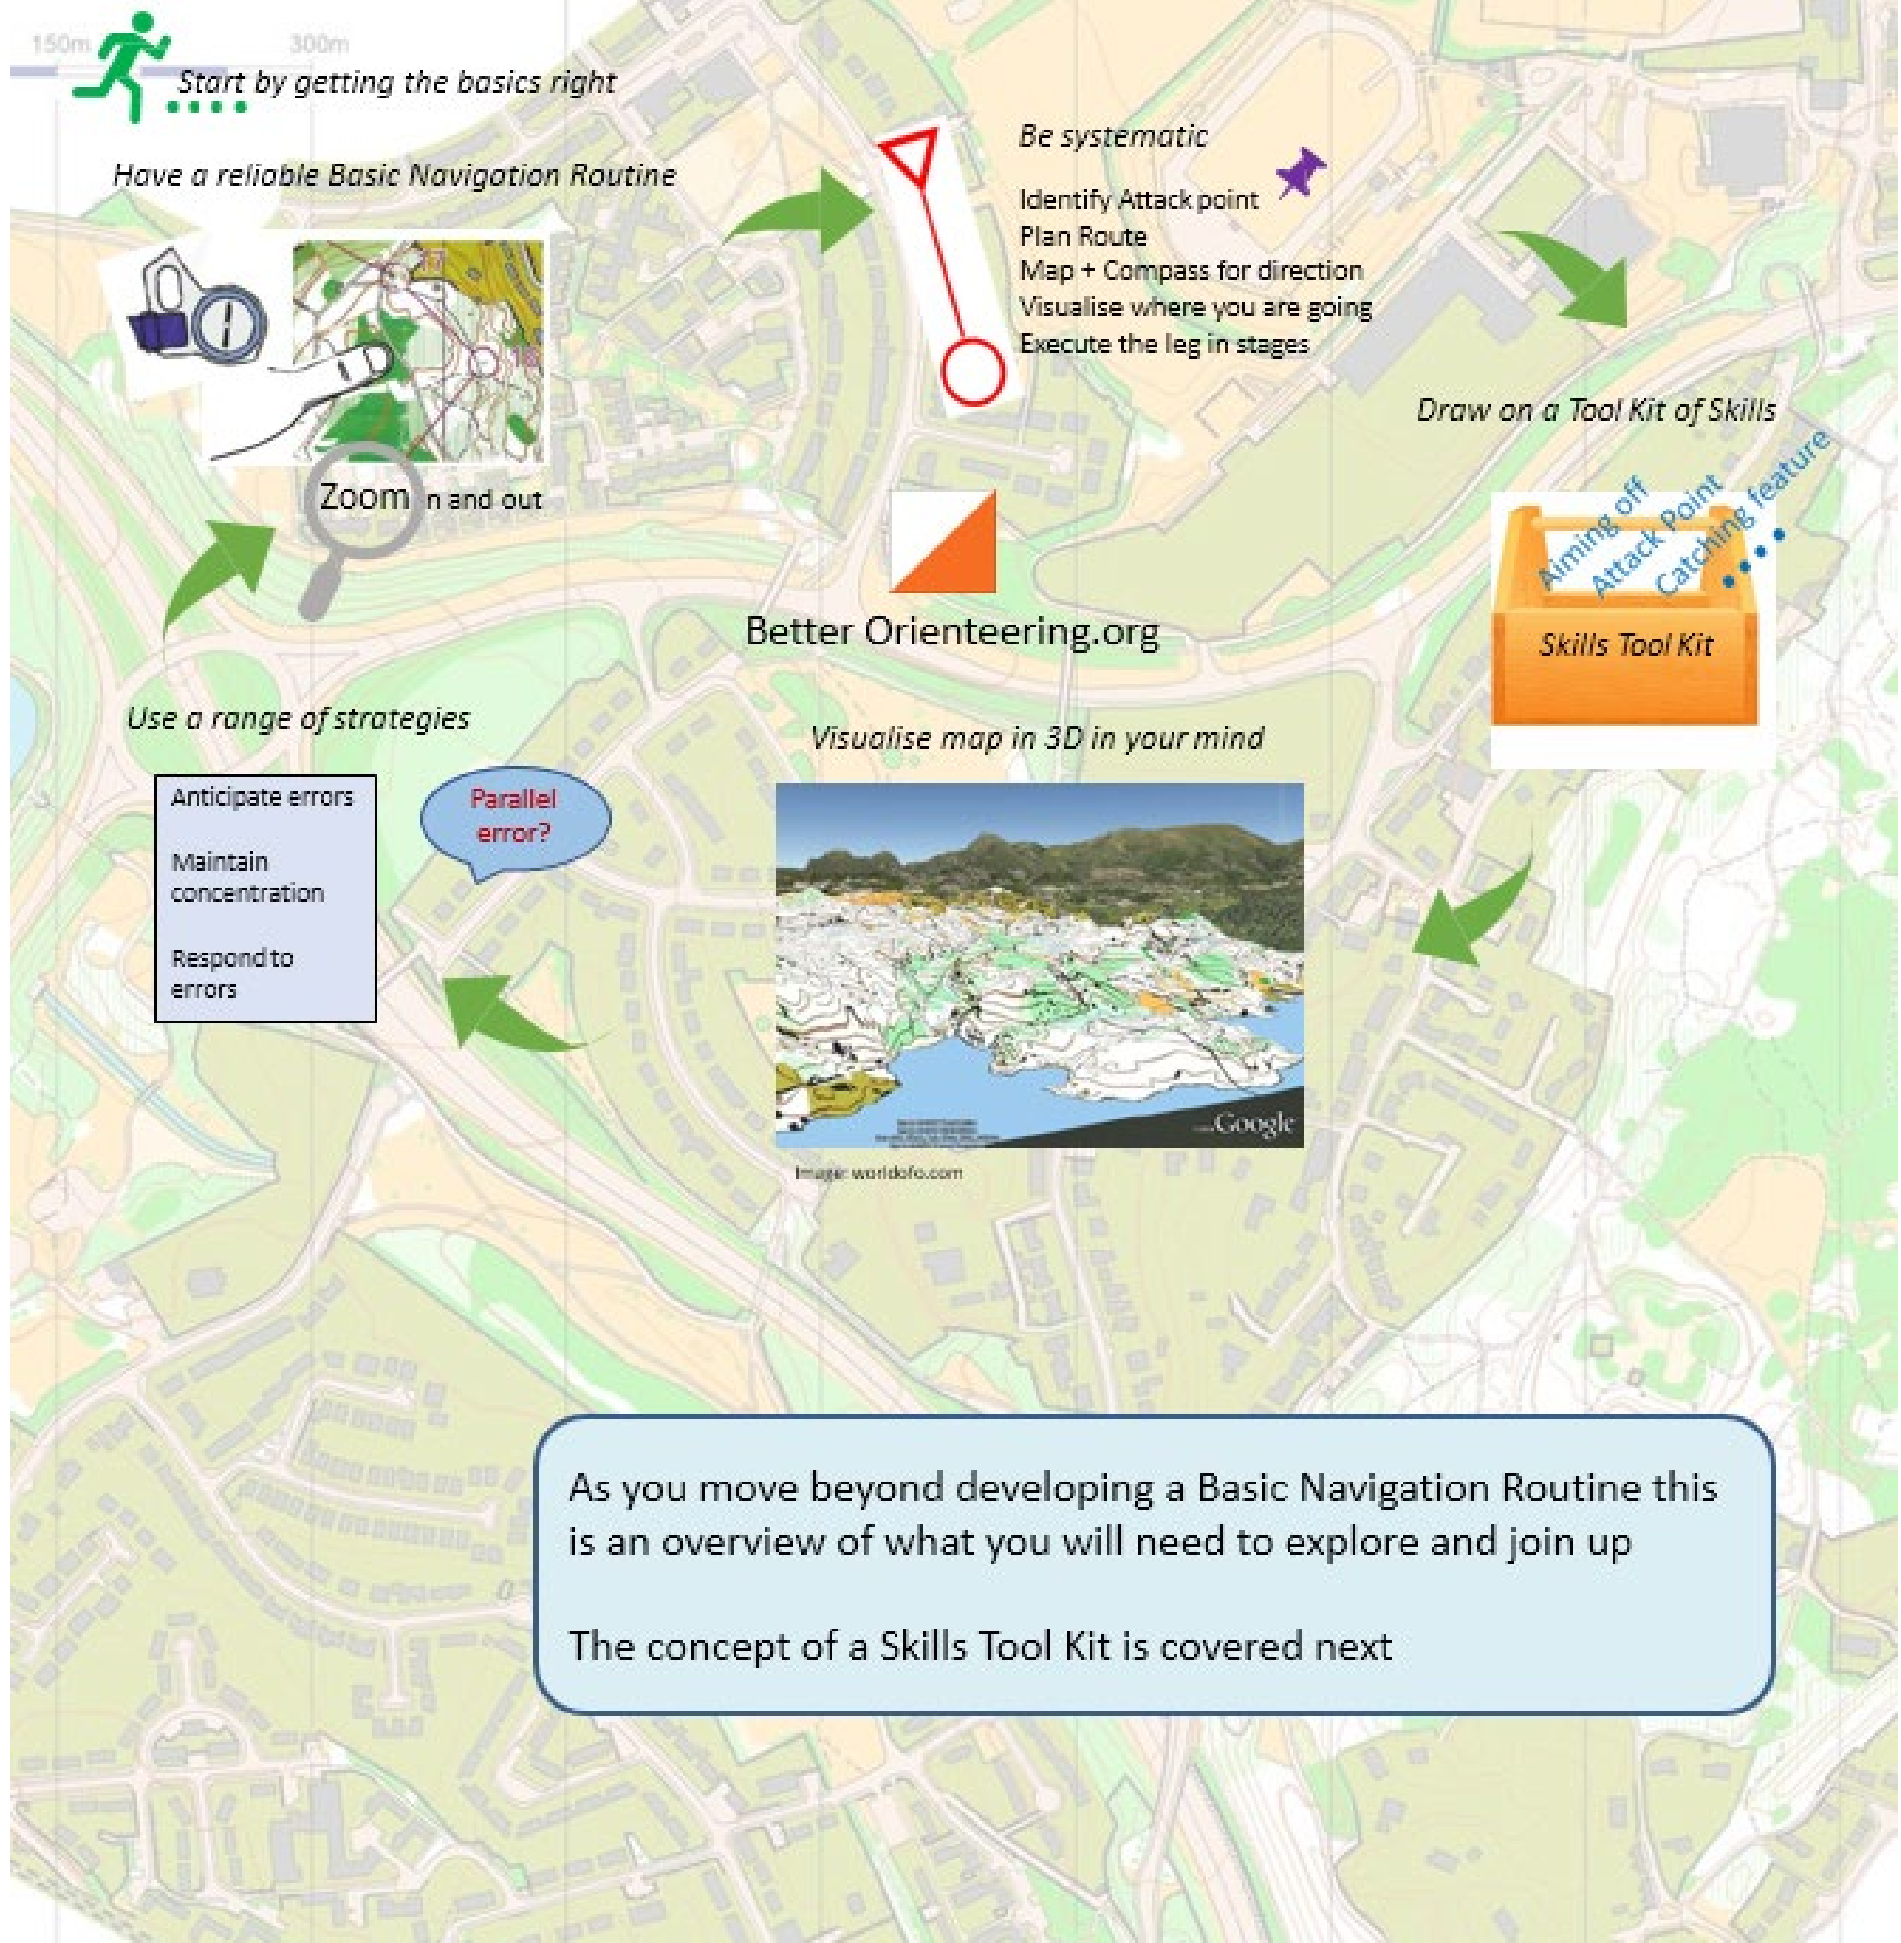 150m 300m
Start by getting the basics right
Have a reliable Basic Navigation Routine
17
16
Zoom n and out
Be systematic
Identify Attack point
Plan Route
Map + Compass for direction
Visualise where you are going
Execute the leg in stages
Draw on a Tool Kit of Skills
Aiming off
Attack Point
Catching feature
Skills Tool Kit
Better Orienteering.org
Visualise map in 3D in your mind
Google
Image: worldofo.com
Use a range of strategies
Anticipate errors
Maintain
concentration
Respond to
errors
Parallel
error?
As you move beyond developing a Basic Navigation Routine this
is an overview of what you will need to explore and join up
The concept of a Skills Tool Kit is covered next